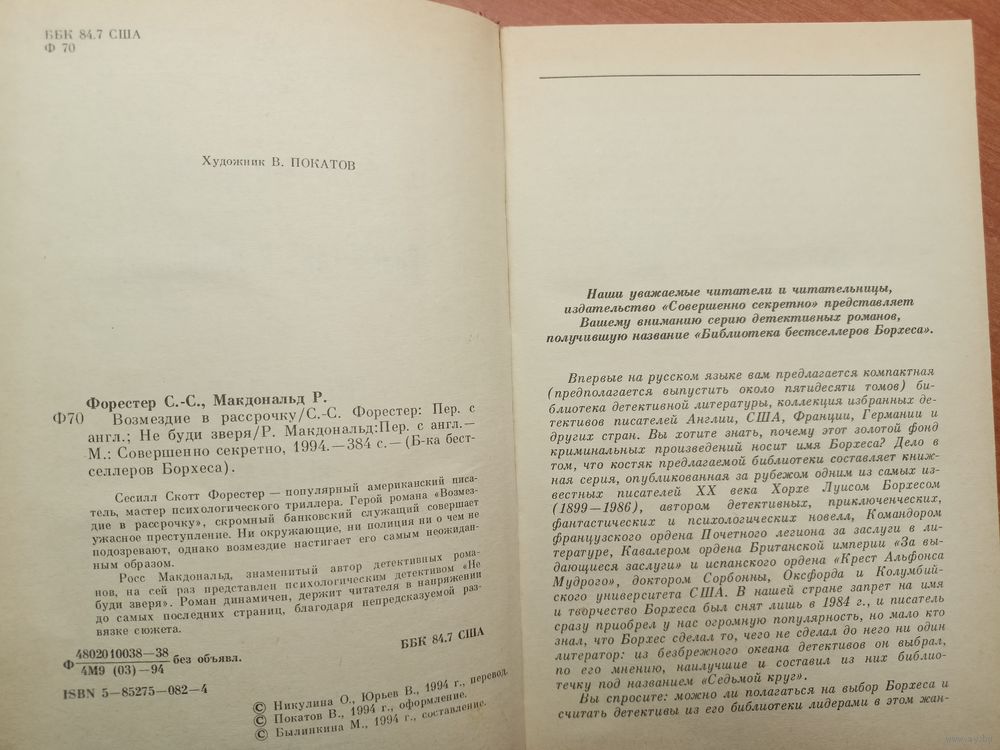 ББК 84.7 США
Ф 70
Художник В. ПОКАТОВ
Форестер С.-С., Макдональд Р.
Ф70 Возмездие в рассрочку/С.-С. Форестер: Пер. с
англ.; Не буди зверя/Р. Макдональд:Пер. с англ.—
М.: Совершенно секретно, 1994.—384 с.— (Б-ка бест-
селлеров Борхеса).
Сесилл Скотт Форестер — популярный американский писа-
тель, мастер психологического триллера. Герой романа «Возмез-
дие в рассрочку», скромный банковский служащий совершает
ужасное преступление. Ни окружающие, ни полиция ни о чем не
подозревают, однако возмездие настигает его самым неожидан-
ным образом.
Росс Макдональд, знаменитый автор детективных рома-
нов, на сей раз представлен психологическим детективом «Не
буди зверя». Роман динамичен, держит читателя в напряжении
до самых последних страниц, благодаря непредсказуемой раз-
вязке сюжета.
ББК 84.7 США
Ф 4802010038—38
4М9 (03)—94 без объявл.
ISBN 5—85275—082—4
© Никулина О., Юрьев В., 1994 г., перевод.
© Покатов В., 1994 г., оформление.
© Былинкина М., 1994 г., составление.
Наши уважаемые читатели и читательницы,
издательство «Совершенно секретно» представляет
Вашему вниманию серию детективных романов,
получившую название «Библиотека бестселлеров Борхеса».
Впервые на русском языке вам предлагается компактная
(предполагается выпустить около пятидесяти томов) би-
блиотека детективной литературы, коллекция избранных де-
тективов писателей Англии, США, Франции, Германии и
других стран. Вы хотите знать, почему этот золотой фонд
криминальных произведений носит имя Борхеса? Дело в
том, что костяк предлагаемой библиотеки составляет книж-
ная серия, опубликованная за рубежом одним из самых из-
вестных писателей XX века Хорхе Луисом Борхесом
(1899—1986), автором детективных, приключенческих,
фантастических и психологических новелл, Командором
французского ордена Почетного легиона за заслуги в ли-
тературе, Кавалером ордена Британской империи «За вы-
дающиеся заслуги» и испанского ордена «Крест Альфонса
Мудрого», доктором Сорбонны, Оксфорда и Колумбий-
ского университета США. В нашей стране запрет на имя
и творчество Борхеса был снят лишь в 1984 г., и писатель
сразу приобрел у нас огромную популярность, но мало кто
знал, что Борхес сделал то, чего не сделал до него ни один
литератор: из безбрежного океана детективов он выбрал,
по его мнению, наилучшие и составил из них библио-
течку под названием «Седьмой круг».
Вы спросите: можно ли полагаться на выбор Борхеса и
считать детективы из его библиотеки лидерами в этом жан-